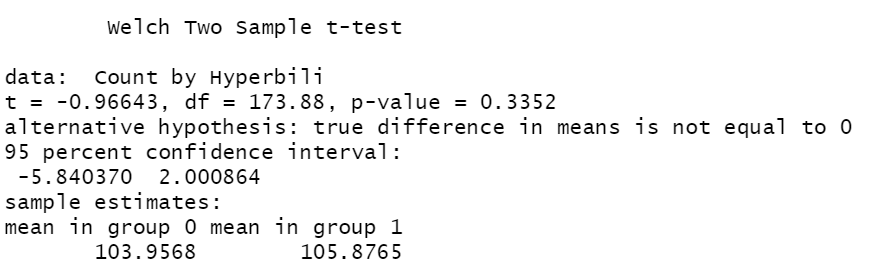 Welch Two Sample t-test
data:  Count by Hyperbili
t = -0.96643, df = 173.88, p-value = 0.3352
alternative hypothesis: true difference in means is not equal to 0
95 percent confidence interval:
 -5.840370  2.000864
sample estimates:
mean in group 0 mean in group 1
       103.9568        105.8765